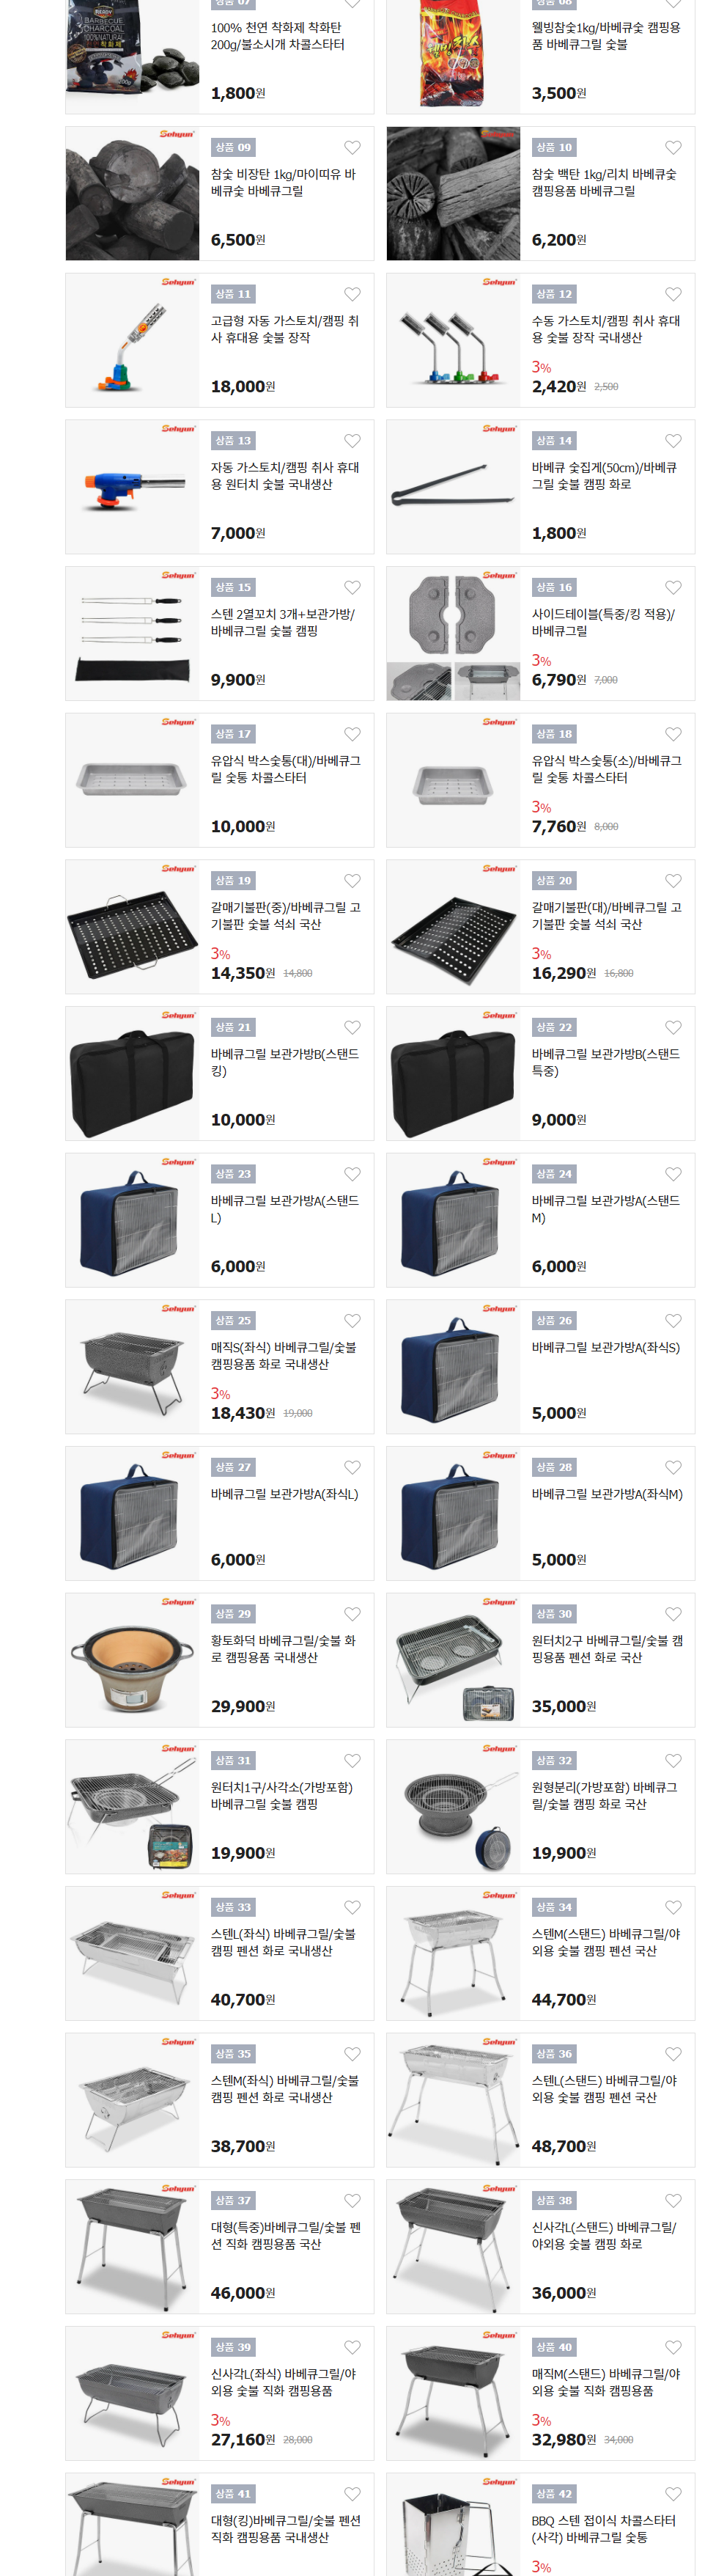 상품 07
100% 천연 착화제 착화탄
200g/불소시개 차콜스타터
1,800원
상품 08
웰빙참숯1kg/바베큐숯 캠핑용
품 바베큐그릴 숯불
3,500원
Sehyun
상품 09
참숯 비장탄 1kg/마이띠유 바
베큐숯 바베큐그릴
6,500원
Sehyun
상품 10
참숯 백탄 1kg/리치 바베큐숯
캠핑용품 바베큐그릴
6,200원
Sehyun
상품 11
고급형 자동 가스토치/캠핑 취
사 휴대용 숯불 장작
18,000원
Sehyun
상품 12
수동 가스토치/캠핑 취사 휴대
용 숯불 장작 국내생산
3%
2,420원 2,500
Sehyun
상품 13
자동 가스토치/캠핑 취사 휴대
용 원터치 숯불 국내생산
7,000원
Sehyun
상품 14
바베큐 숯집게(50cm)/바베큐
그릴 숯불 캠핑 화로
1,800원
Sehyun
상품 15
스텐 2열꼬치 3개+보관가방/
바베큐그릴 숯불 캠핑
9,900원
Sehyun
상품 16
사이드테이블(특중/킹 적용)/
바베큐그릴
3%
6,790원 7,000
Sehyun
상품 17
유압식 박스숯통(대)/바베큐그
릴 숯통 차콜스타터
10,000원
Sehyun
상품 18
유압식 박스숯통(소)/바베큐그
릴 숯통 차콜스타터
3%
7,760원 8,000
Sehyun
상품 19
갈매기불판(중)/바베큐그릴 고
기불판 숯불 석쇠 국산
3%
14,350원 14,800
Sehyun
상품 20
갈매기불판(대)/바베큐그릴 고
기불판 숯불 석쇠 국산
3%
16,290원 16,800
Sehyun
상품 21
바베큐그릴 보관가방B(스탠드
킹)
10,000원
Sehyun
상품 22
바베큐그릴 보관가방B(스탠드
특중)
9,000원
Sehyun
상품 23
바베큐그릴 보관가방A(스탠드
L)
6,000원
Sehyun
상품 24
바베큐그릴 보관가방A(스탠드
M)
6,000원
Sehyun
상품 25
매직S(좌식) 바베큐그릴/숯불
캠핑용품 화로 국내생산
3%
18,430원 19,000
Sehyun
상품 26
바베큐그릴 보관가방A(좌식S)
5,000원
Sehyun
상품 27
바베큐그릴 보관가방A(좌식L)
6,000원
Sehyun
상품 28
바베큐그릴 보관가방A(좌식M)
5,000원
Sehyun
상품 29
황토화덕 바베큐그릴/숯불 화
로 캠핑용품 국내생산
29,900원
Sehyun
상품 30
원터치2구 바베큐그릴/숯불 캠
핑용품 펜션 화로 국산
35,000원
Sehyun
상품 31
원터치1구/사각소(가방포함)
바베큐그릴 숯불 캠핑
19,900원
Sehyun
상품 32
원형분리(가방포함) 바베큐그
릴/숯불 캠핑 화로 국산
19,900원
Sehyun
상품 33
스텐L(좌식) 바베큐그릴/숯불
캠핑 펜션 화로 국내생산
40,700원
Sehyun
상품 34
스텐M(스탠드) 바베큐그릴/야
외용 숯불 캠핑 펜션 국산
44,700원
Sehyun
상품 35
스텐M(좌식) 바베큐그릴/숯불
캠핑 펜션 화로 국내생산
38,700원
Sehyun
상품 36
스텐L(스탠드) 바베큐그릴/야
외용 숯불 캠핑 펜션 국산
48,700원
Sehyun
상품 37
대형(특중)바베큐그릴/숯불 펜
션 직화 캠핑용품 국산
46,000원
Sehyun
상품 38
신사각L(스탠드) 바베큐그릴/
야외용 숯불 캠핑 화로
36,000원
Sehyun
상품 39
신사각L(좌식) 바베큐그릴/야
외용 숯불 직화 캠핑용품
3%
27,160원 28,000
Sehyun
상품 40
매직M(스탠드) 바베큐그릴/야
외용 숯불 직화 캠핑용품
3%
32,980원 34,000
Sehyun
상품 41
대형(킹)바베큐그릴/숯불 펜션
직화 캠핑용품 국내생산
Sehyun
상품 42
BBQ 스텐 접이식 차콜스타터
(사각) 바베큐그릴 숯통
3%